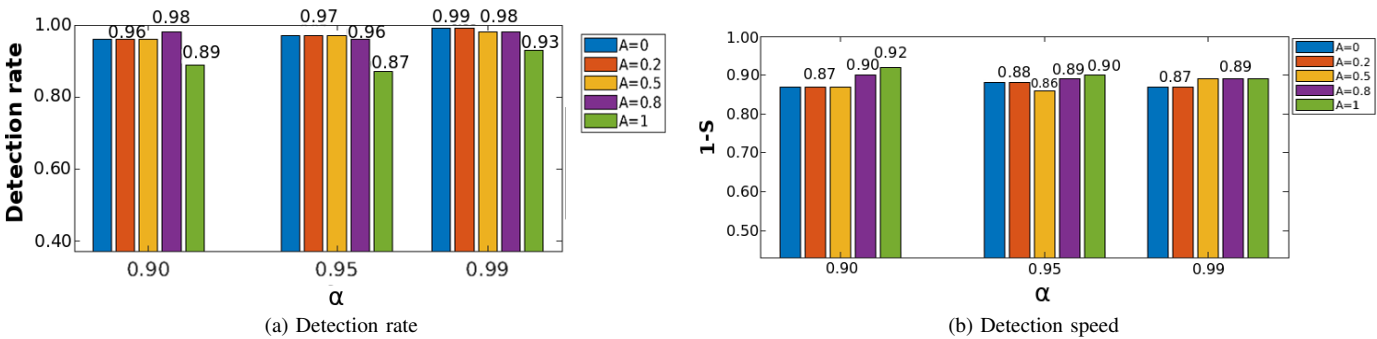 0.96 0.98 0.89 0.97 0.96 0.87 0.99 0.98 0.93
1.00
0.80
0.60
0.40
Detection rate
0.90 0.95 0.99
α
A=0
A=0.2
A=0.5
A=0.8
A=1
(a) Detection rate
0.87 0.90 0.92 0.88 0.86 0.89 0.90 0.87 0.89
1.00
0.90
0.80
0.70
0.60
0.50
1-S
0.90 0.95 0.99
α
A=0
A=0.2
A=0.5
A=0.8
A=1
(b) Detection speed